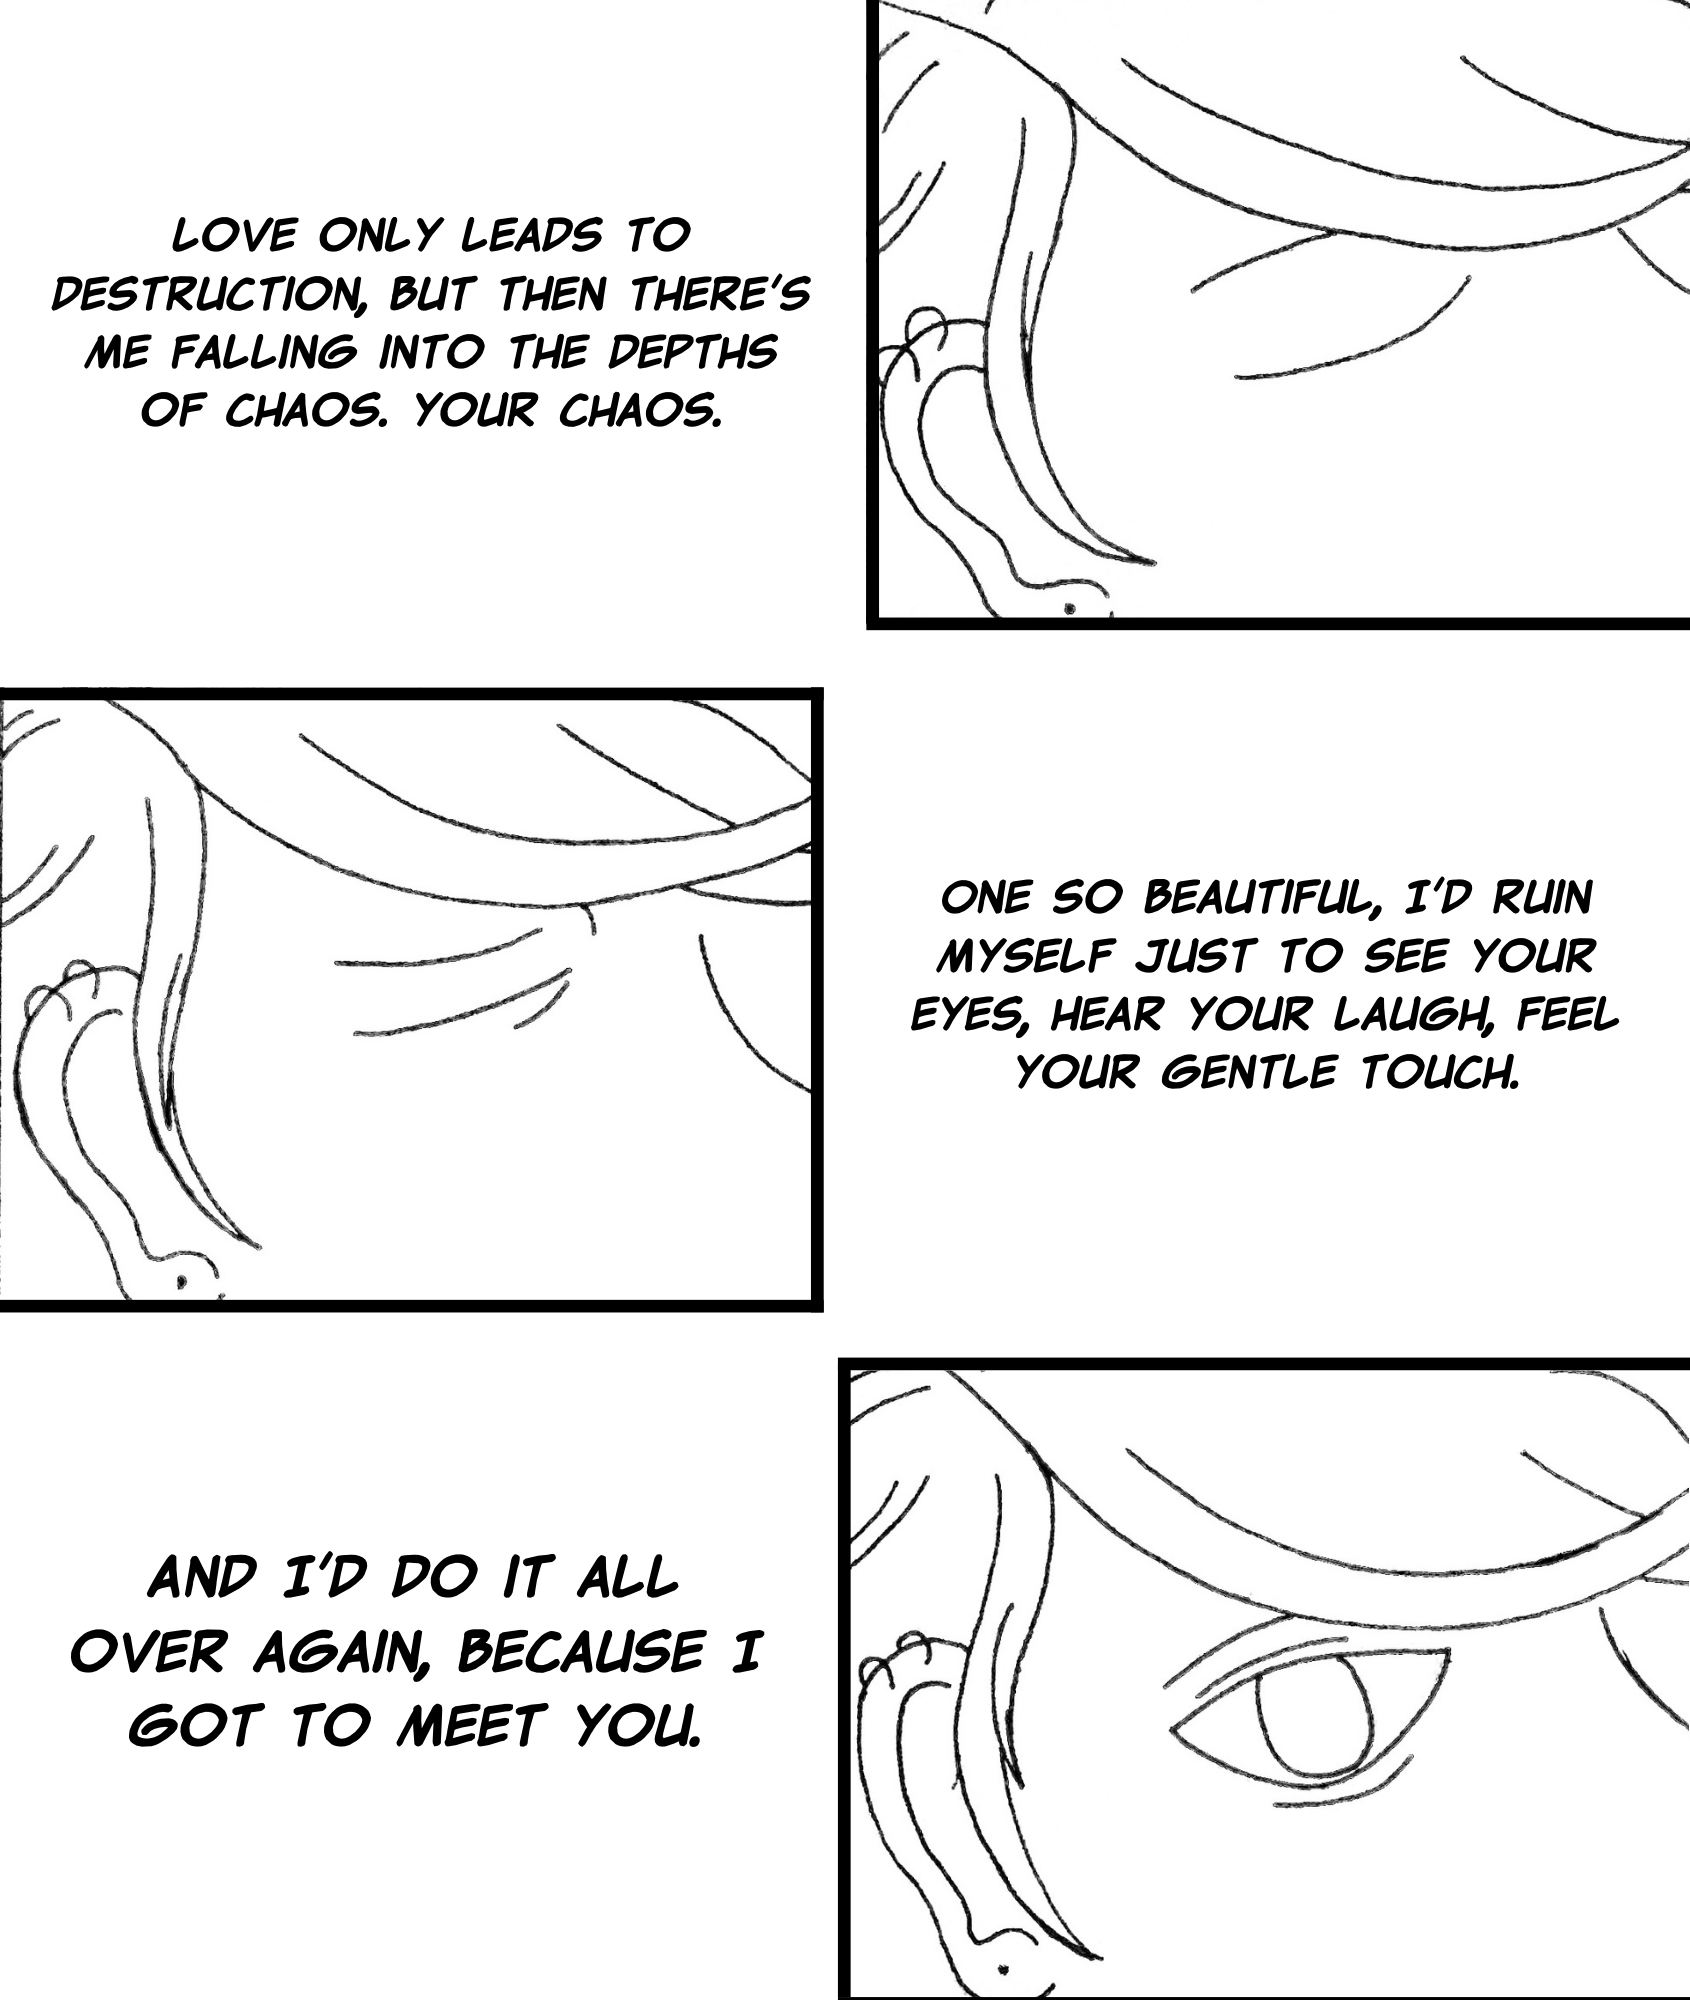 LOVE ONLY LEADS TO
DESTRUCTION, BUT THEN THERE'S
ME FALLING INTO THE DEPTHS
OF CHAOS. YOUR CHAOS.
ONE SO BEAUTIFUL, I'D RUIN
MYSELF JUST TO SEE YOUR
EYES, HEAR YOUR LAUGH, FEEL
YOUR GENTLE TOUCH.
AND I'D DO IT ALL
OVER AGAIN, BECAUSE I
GOT TO MEET YOU.